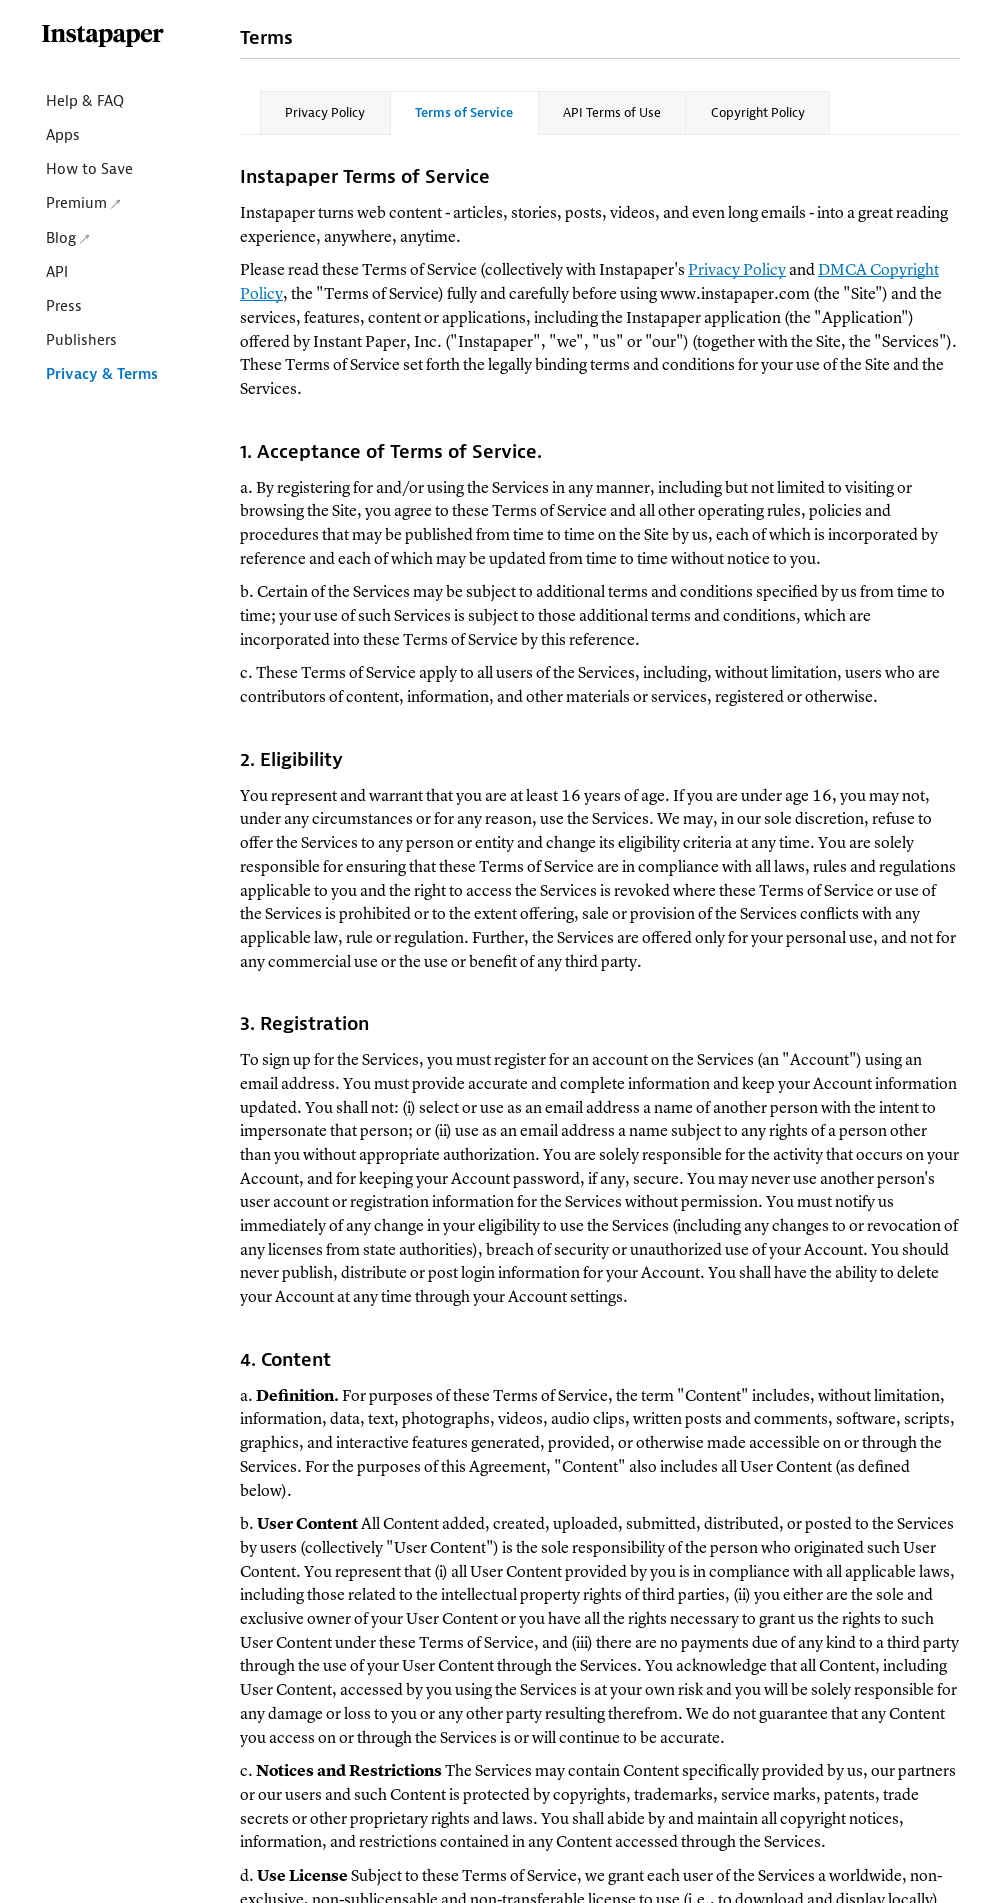 Instapaper
Help & FAQ
Apps
How to Save
Premium
Blog
API
Press
Publishers
Privacy & Terms
Terms
Privacy Policy
Terms of Service
API Terms of Use
Copyright Policy
Instapaper Terms of Service
Instapaper turns web content - articles, stories, posts, videos, and even long emails - into a great reading
experience, anywhere, anytime.
Please read these Terms of Service (collectively with Instapaper's Privacy Policy and DMCA Copyright
Policy, the "Terms of Service) fully and carefully before using www.instapaper.com (the "Site") and the
services, features, content or applications, including the Instapaper application (the "Application")
offered by Instant Paper, Inc. ("Instapaper", "we", "us" or "our") (together with the Site, the "Services").
These Terms of Service set forth the legally binding terms and conditions for your use of the Site and the
Services.
1. Acceptance of Terms of Service.
a. By registering for and/or using the Services in any manner, including but not limited to visiting or
browsing the Site, you agree to these Terms of Service and all other operating rules, policies and
procedures that may be published from time to time on the Site by us, each of which is incorporated by
reference and each of which may be updated from time to time without notice to you.
b. Certain of the Services may be subject to additional terms and conditions specified by us from time to
time; your use of such Services is subject to those additional terms and conditions, which are
incorporated into these Terms of Service by this reference.
c. These Terms of Service apply to all users of the Services, including, without limitation, users who are
contributors of content, information, and other materials or services, registered or otherwise.
2. Eligibility
You represent and warrant that you are at least 16 years of age. If you are under age 16, you may not,
under any circumstances or for any reason, use the Services. We may, in our sole discretion, refuse to
offer the Services to any person or entity and change its eligibility criteria at any time. You are solely
responsible for ensuring that these Terms of Service are in compliance with all laws, rules and regulations
applicable to you and the right to access the Services is revoked where these Terms of Service or use of
the Services is prohibited or to the extent offering, sale or provision of the Services conflicts with any
applicable law, rule or regulation. Further, the Services are offered only for your personal use, and not for
any commercial use or the use or benefit of any third party.
3. Registration
To sign up for the Services, you must register for an account on the Services (an "Account") using an
email address. You must provide accurate and complete information and keep your Account information
updated. You shall not: (i) select or use as an email address a name of another person with the intent to
impersonate that person; or (ii) use as an email address a name subject to any rights of a person other
than you without appropriate authorization. You are solely responsible for the activity that occurs on your
Account, and for keeping your Account password, if any, secure. You may never use another person's
user account or registration information for the Services without permission. You must notify us
immediately of any change in your eligibility to use the Services (including any changes to or revocation of
any licenses from state authorities), breach of security or unauthorized use of your Account. You should
never publish, distribute or post login information for your Account. You shall have the ability to delete
your Account at any time through your Account settings.
4. Content
a. Definition. For purposes of these Terms of Service, the term "Content" includes, without limitation,
information, data, text, photographs, videos, audio clips, written posts and comments, software, scripts,
graphics, and interactive features generated, provided, or otherwise made accessible on or through the
Services. For the purposes of this Agreement, "Content" also includes all User Content (as defined
below).
b. User Content All Content added, created, uploaded, submitted, distributed, or posted to the Services
by users (collectively "User Content") is the sole responsibility of the person who originated such User
Content. You represent that (i) all User Content provided by you is in compliance with all applicable laws,
including those related to the intellectual property rights of third parties, (ii) you either are the sole and
exclusive owner of your User Content or you have all the rights necessary to grant us the rights to such
User Content under these Terms of Service, and (iii) there are no payments due of any kind to a third party
through the use of your User Content through the Services. You acknowledge that all Content, including
User Content, accessed by you using the Services is at your own risk and you will be solely responsible for
any damage or loss to you or any other party resulting therefrom. We do not guarantee that any Content
you access on or through the Services is or will continue to be accurate.
c. Notices and Restrictions The Services may contain Content specifically provided by us, our partners
or our users and such Content is protected by copyrights, trademarks, service marks, patents, trade
secrets or other proprietary rights and laws. You shall abide by and maintain all copyright notices,
information, and restrictions contained in any Content accessed through the Services.
d. Use License Subject to these Terms of Service, we grant each user of the Services a worldwide, non-
exclusive, non-sublicensable and non-transferable license to use (i.e., to download and display locally)